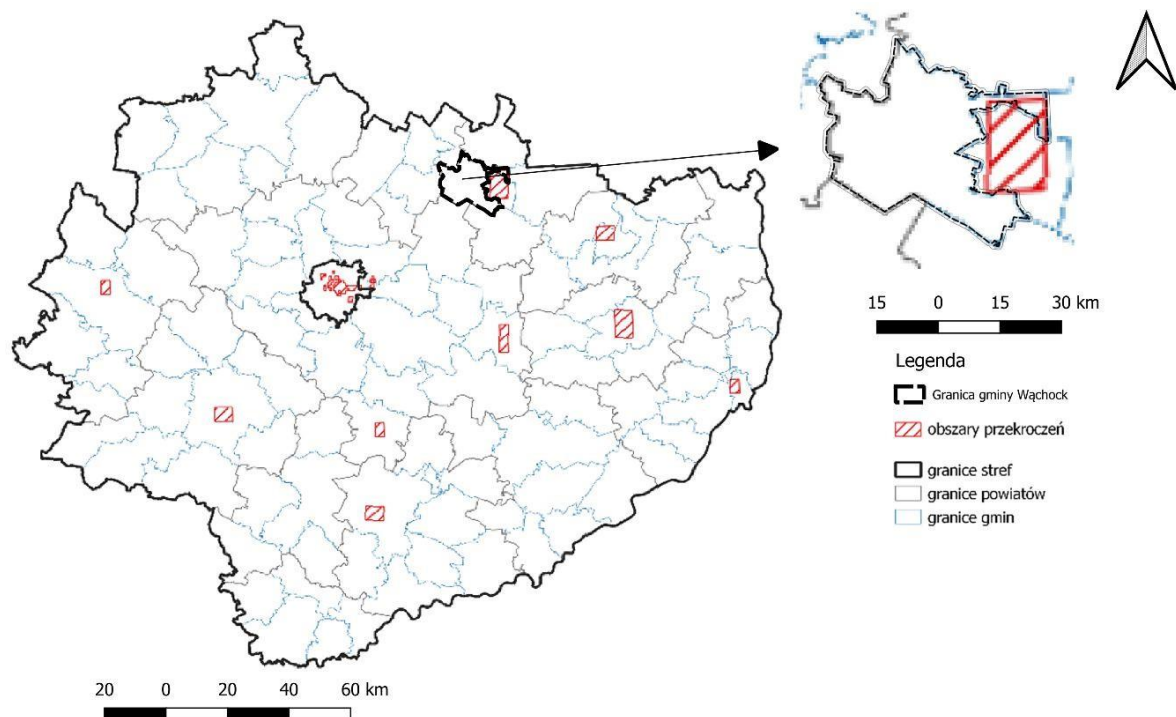 15 0 15 30 km
Legenda
Granica gminy Wąchock
obszary przekroczeń
granice stref
granice powiatów
granice gmin
20 0 20 40 60 km